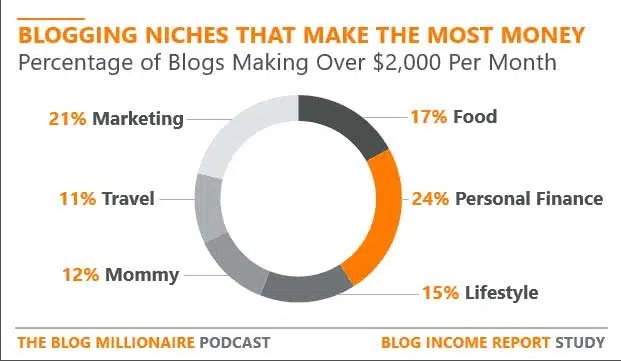 BLOGGING NICHES THAT MAKE THE MOST MONEY
Percentage of Blogs Making Over $2,000 Per Month
21% Marketing
17% Food
11% Travel
24% Personal Finance
12% Mommy
15% Lifestyle
THE BLOG MILLIONAIRE PODCAST
BLOG INCOME REPORT STUDY